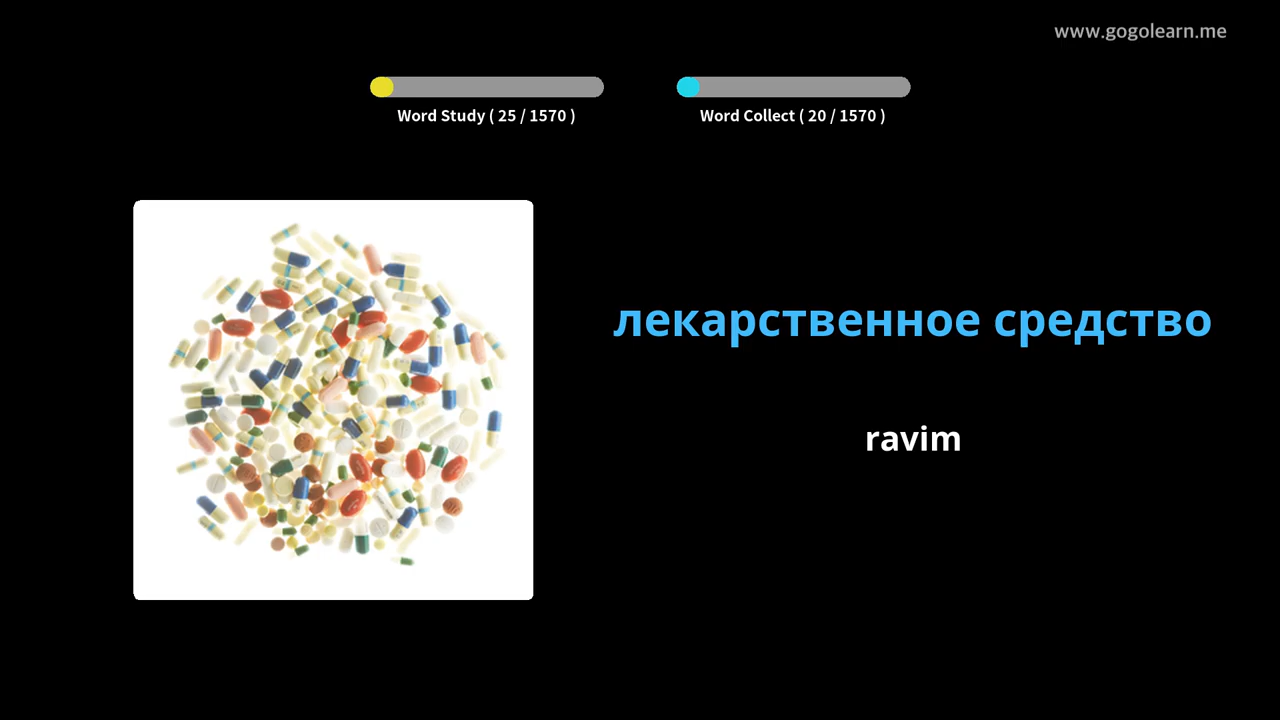 www.gogolearn.me
Word Study ( 25 / 1570 )
Word Collect ( 20 / 1570 )
лекарственное средство
ravim